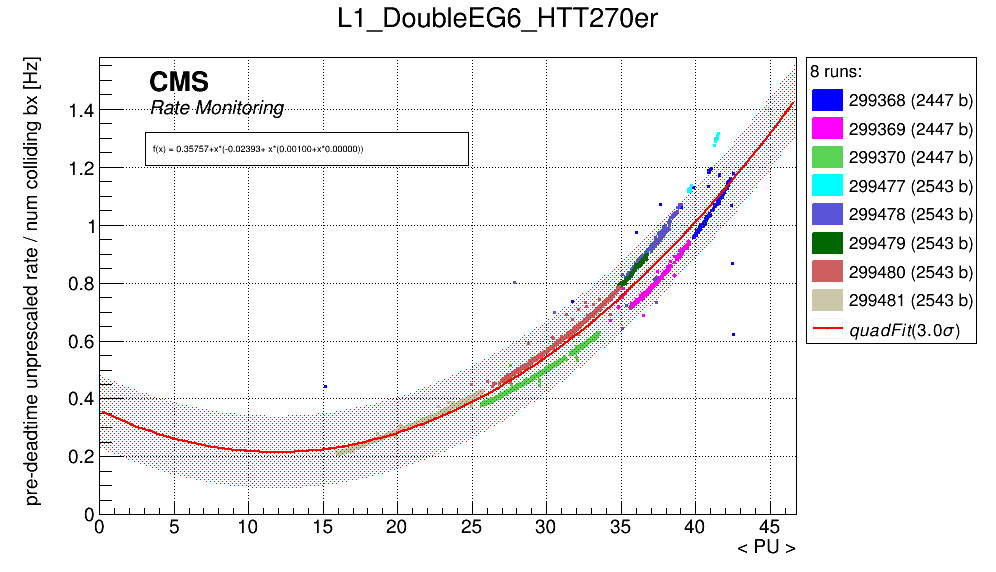 L1_DoubleEG6_HTT270er
pre-deadtime unprescaled rate / num colliding bx [Hz]
CMS
Rate Monitoring
f(x) = 0.35757+x*(-0.02393+ x*(0.00100+x*0.00000))
1.4
1.2
1
0.8
0.6
0.4
0.2
0
0 5 10 15 20 25 30 35 40 45
< PU >
8 runs:
299368 (2447 b)
299369 (2447 b)
299370 (2447 b)
299477 (2543 b)
299478 (2543 b)
299479 (2543 b)
299480 (2543 b)
299481 (2543 b)
quadFit(3.0σ)